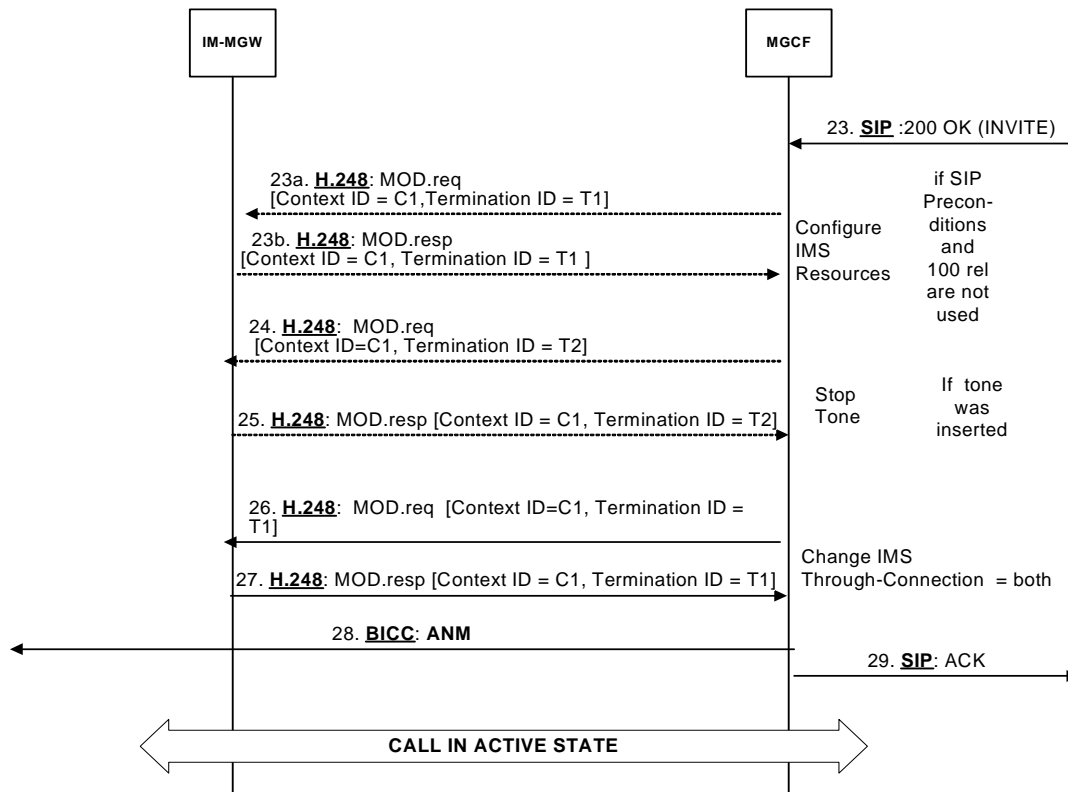 IM-MGW
MGCF
23. SIP :200 OK (INVITE)
23a. H.248: MOD.req
[Context ID = C1,Termination ID = T1]
23b. H.248: MOD.resp
[Context ID = C1, Termination ID = T1 ]
Configure
IMS
Resources
if SIP
Precon-
ditions
and
100 rel
are not
used
24. H.248: MOD.req
[Context ID=C1, Termination ID = T2]
25. H.248: MOD.resp [Context ID = C1, Termination ID = T2]
Stop
Tone
If tone
was
inserted
26. H.248: MOD.req [Context ID=C1, Termination ID =
T1]
27. H.248: MOD.resp [Context ID = C1, Termination ID = T1]
Change IMS
Through-Connection = both
28. BICC: ANM
29. SIP: ACK
CALL IN ACTIVE STATE